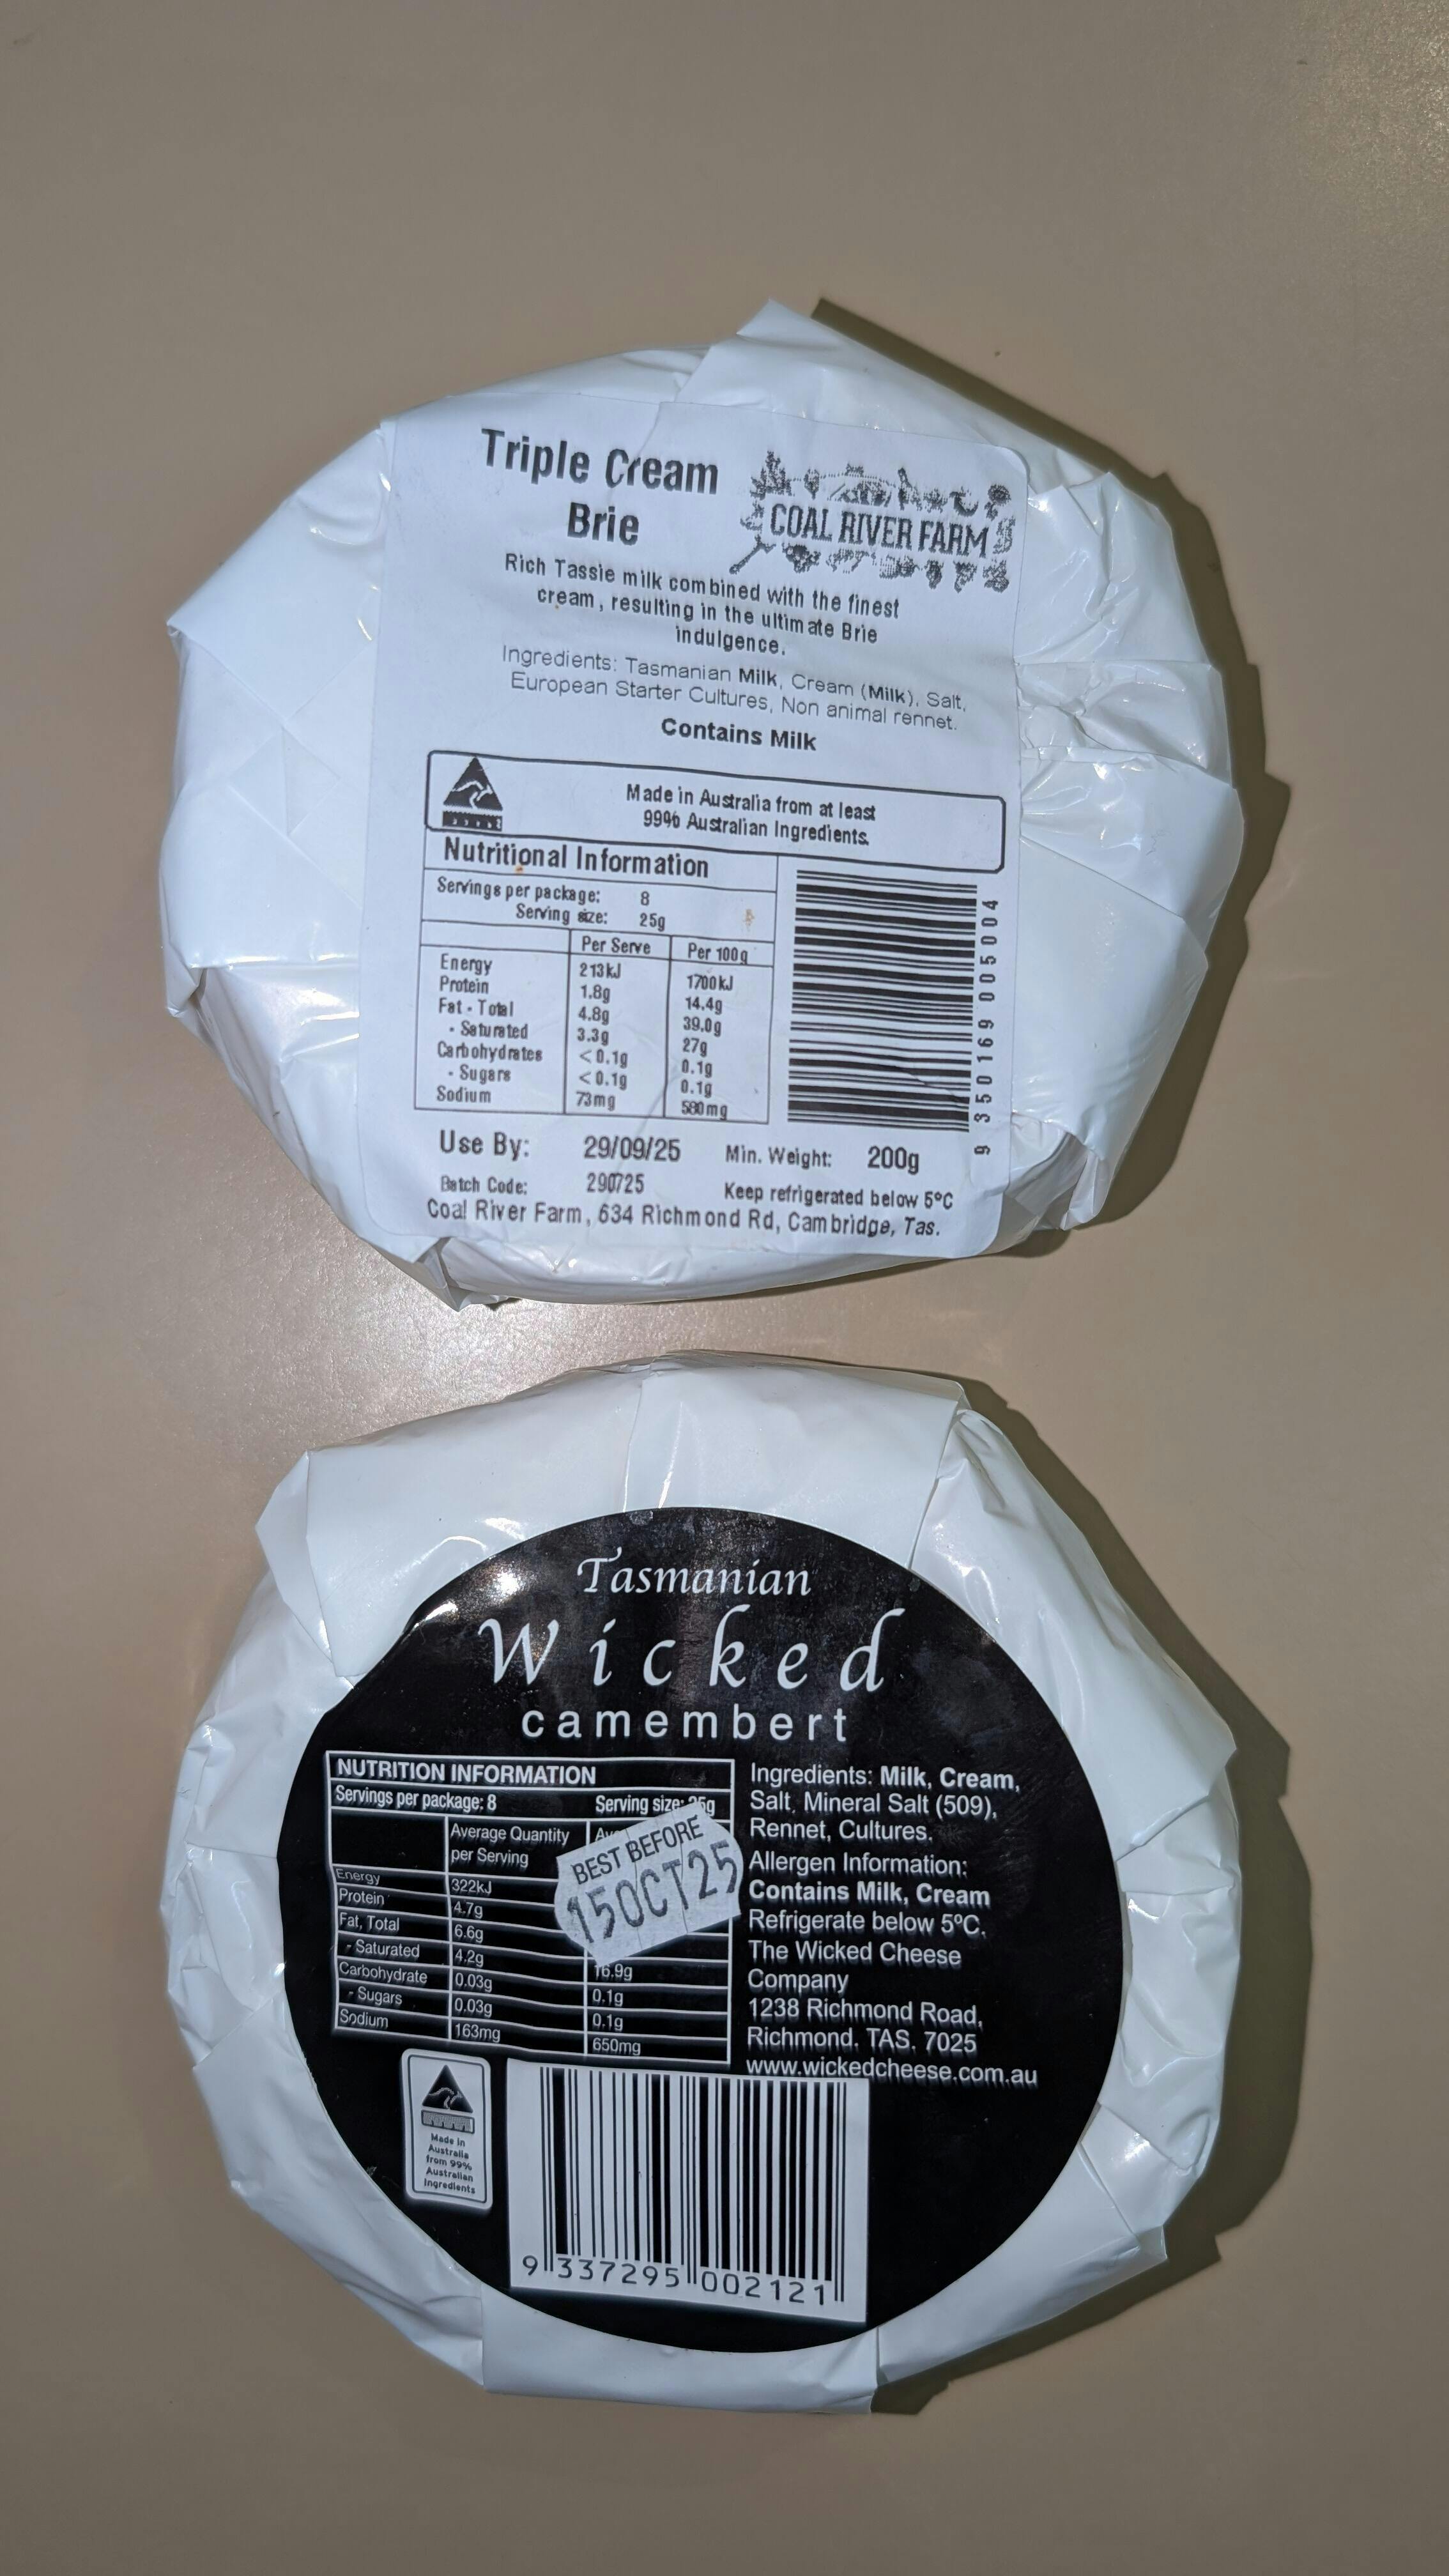 Triple Cream
Brie
COAL RIVER FARM
Rich Tassie milk combined with the finest
cream, resulting in the ultimate Brie
indulgence.
Ingredients: Tasmanian Milk, Cream (Milk), Salt,
European Starter Cultures, Non animal rennet.
Contains Milk
Made in Australia from at least
99% Australian Ingredients.
Nutritional Information
Servings per package: 8
Serving size: 25g
Per Serve Per 100g
Energy 213kJ 1700kJ
Protein 1.8g 14.4g
Fat - Total 4.8g 39.0g
- Saturated 3.3g 27g
Carbohydrates <0.1g 0.1g
- Sugars <0.1g 0.1g
Sodium 73mg 580mg
9 350169 005004
Use By: 29/09/25 Min. Weight: 200g
Batch Code: 290725 Keep refrigerated below 5°C
Coal River Farm, 634 Richmond Rd, Cambridge, Tas.
Tasmanian
Wicked
camembert
NUTRITION INFORMATION
Servings per package: 8 Serving size:
Average Quantity
per Serving
Energy 322kJ
Protein 4.7g
Fat, Total 6.6g
- Saturated 4.2g 16.9g
Carbohydrate 0.03g 0.1g
- Sugars 0.03g 0.1g
Sodium 163mg 650mg
BEST BEFORE
15OCT25
Ingredients: Milk, Cream,
Salt, Mineral Salt (509),
Rennet, Cultures.
Allergen Information:
Contains Milk, Cream
Refrigerate below 5ºC.
The Wicked Cheese
Company
1238 Richmond Road,
Richmond. TAS. 7025
www.wickedcheese.com.au
Made in
Australia
from 99%
Australian
Ingredients
9 337295 002121